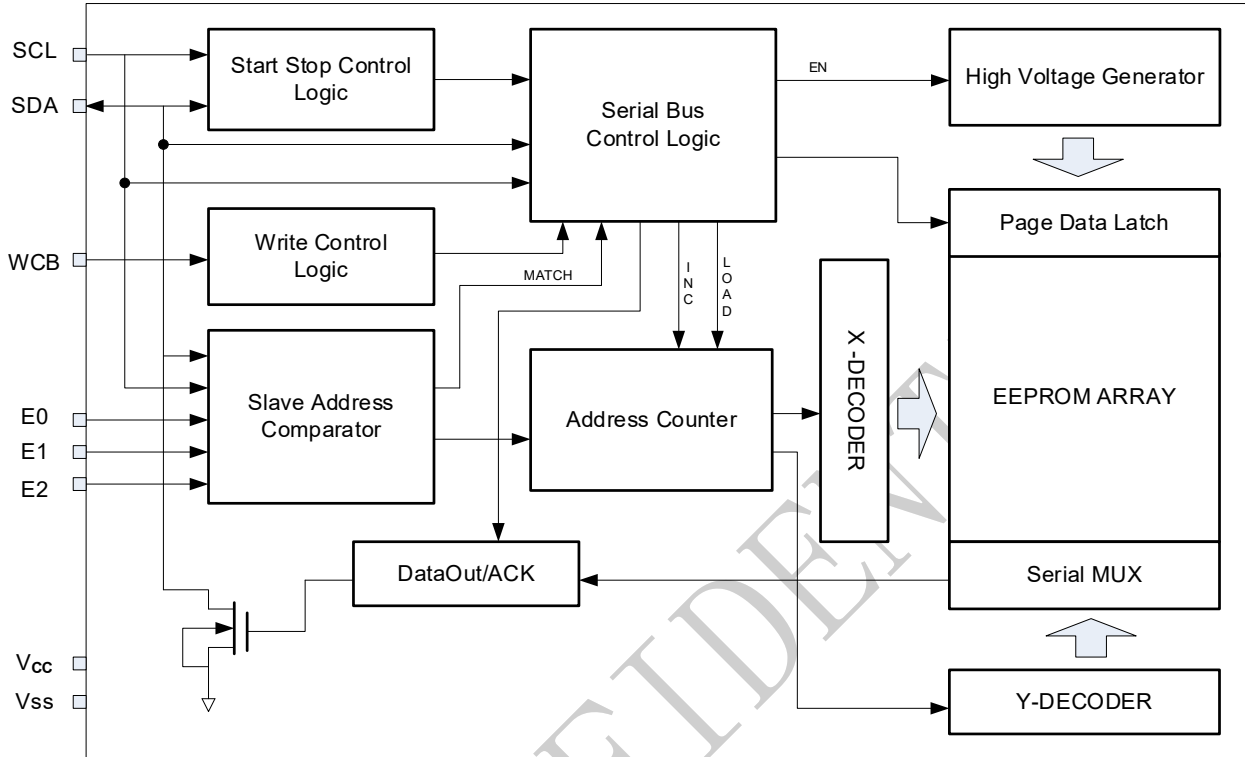 SCL
Start Stop Control
Logic
SDA
Serial Bus
Control Logic
EN
High Voltage Generator
Page Data Latch
WCB
Write Control
Logic
MATCH
INC
LOAD
X -DECODER
EEPROM ARRAY
E0
E1
E2
Slave Address
Comparator
Address Counter
DataOut/ACK
Serial MUX
Vcc
Vss
Y-DECODER